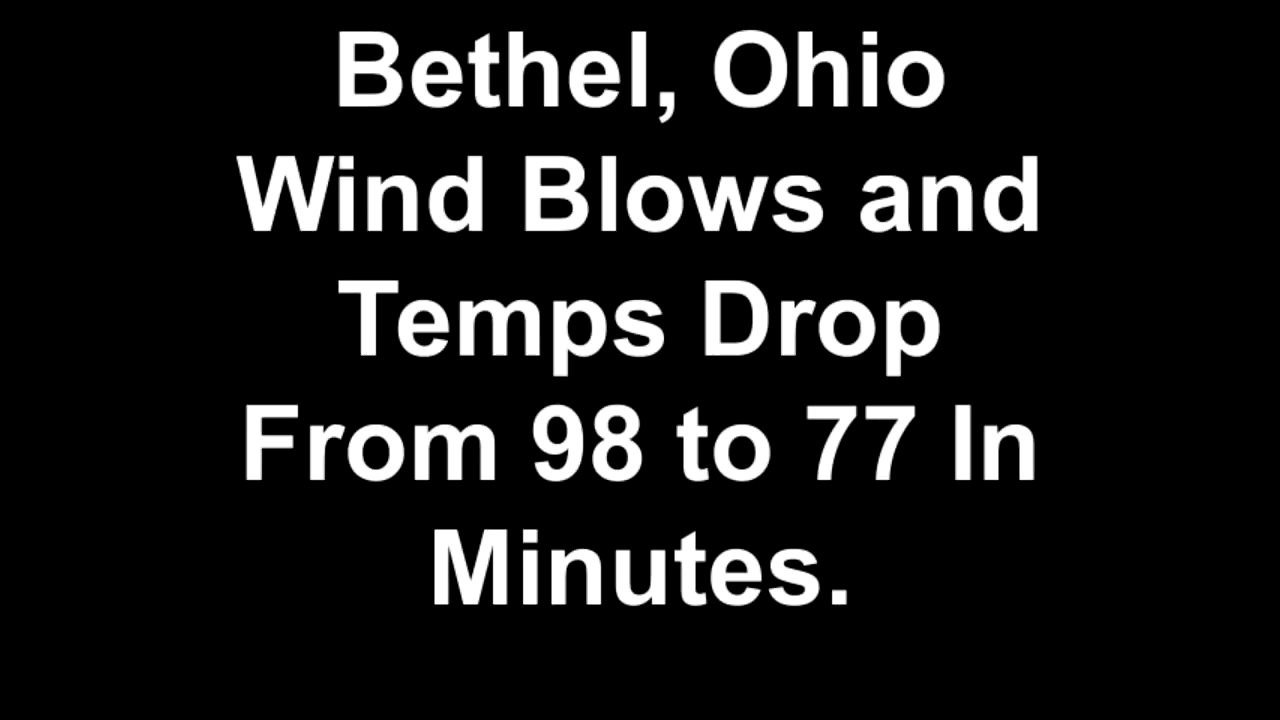 Bethel, Ohio
Wind Blows and
Temps Drop
From 98 to 77 In
Minutes.